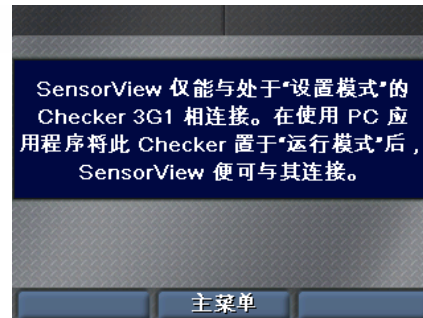 SensorView 仅能与处于“设置模式”的
Checker 3G1 相连接。在使用 PC 应
用程序将此 Checker 置于“运行模式”后，
SensorView 便可与其连接。
主菜单